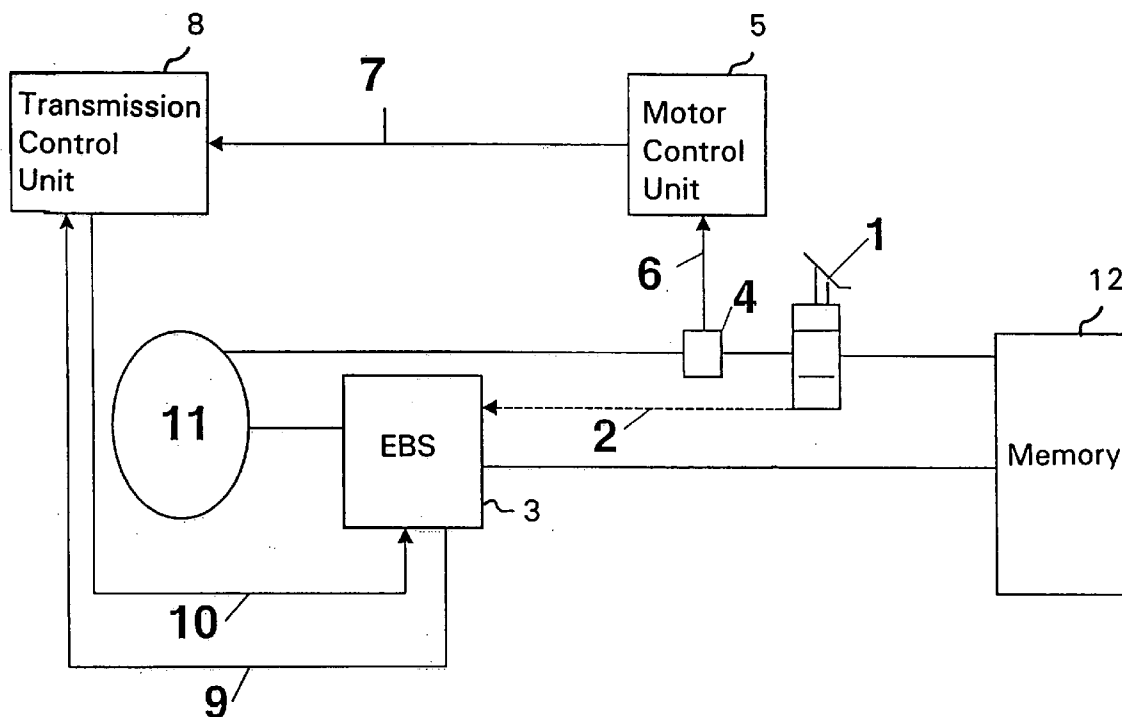 8
5
7
Transmission
Control
Unit
Motor
Control
Unit
1
6
4
12
11
EBS
2
Memory
3
10
9